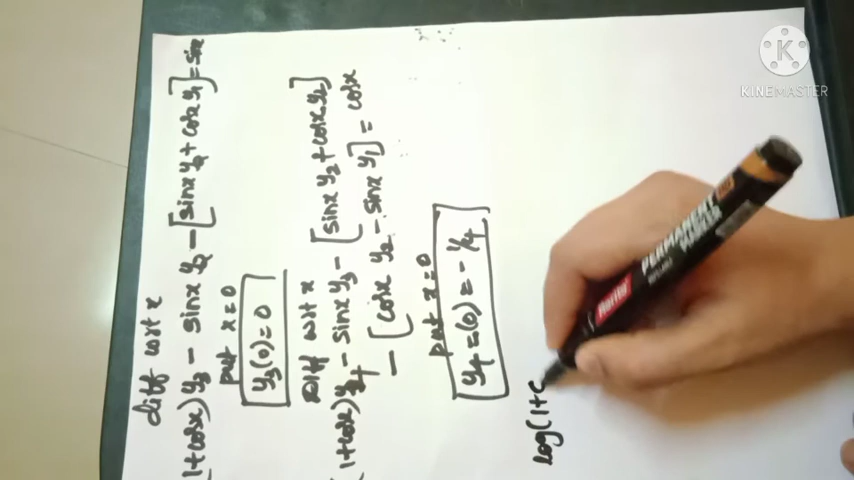 diff wrt x
(1+cosx)y3 - sinx y2 - [sinx y2 + cosx y1] = sinx
put x=0
y3(0)=0
Diff wrt x
(1+cosx)y4 - sinx y3 - [sinx y3 + cosx y2]
- [cosx y2 - sinx y1] = cosx
put x=0
y4=(0)=-1/4
log(1+c
KINEMASTER
Rorito
PERMANENT
MARKER